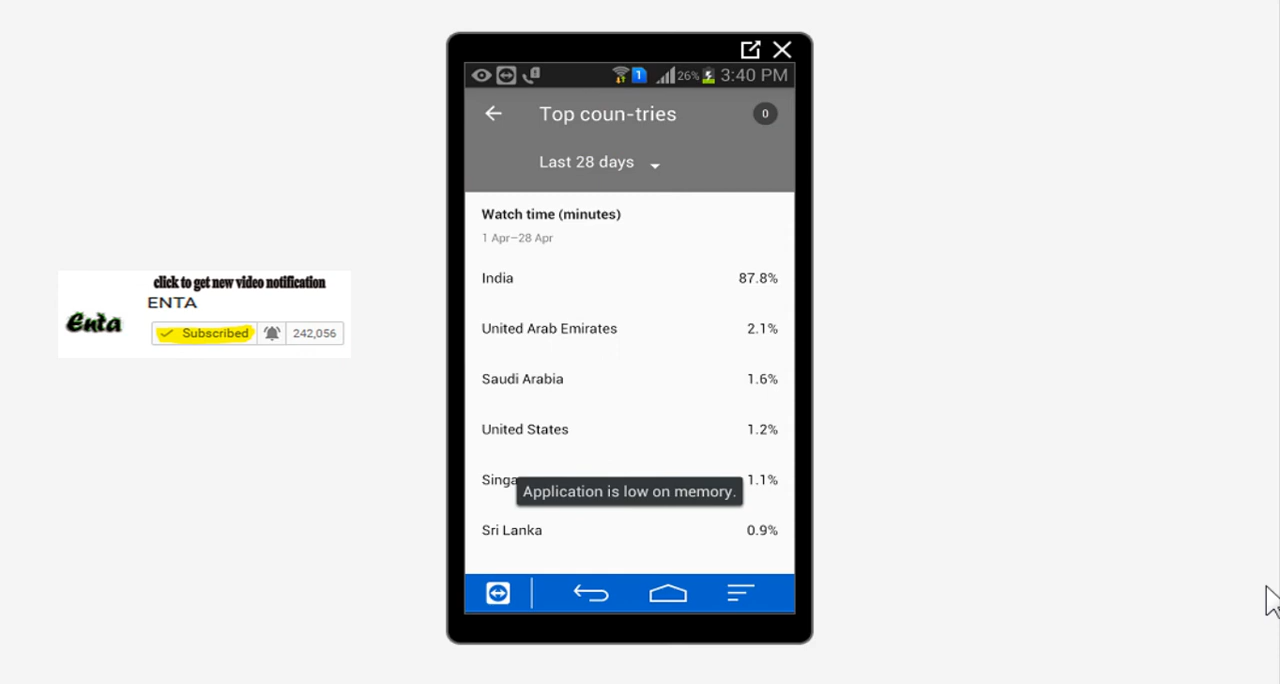 1 26% 3:40 PM
Top coun-tries 0
Last 28 days
Watch time (minutes)
1 Apr–28 Apr
India 87.8%
United Arab Emirates 2.1%
Saudi Arabia 1.6%
United States 1.2%
Singa 1.1%
Application is low on memory.
Sri Lanka 0.9%
click to get new video notification
Enta
ENTA
Subscribed 242,056